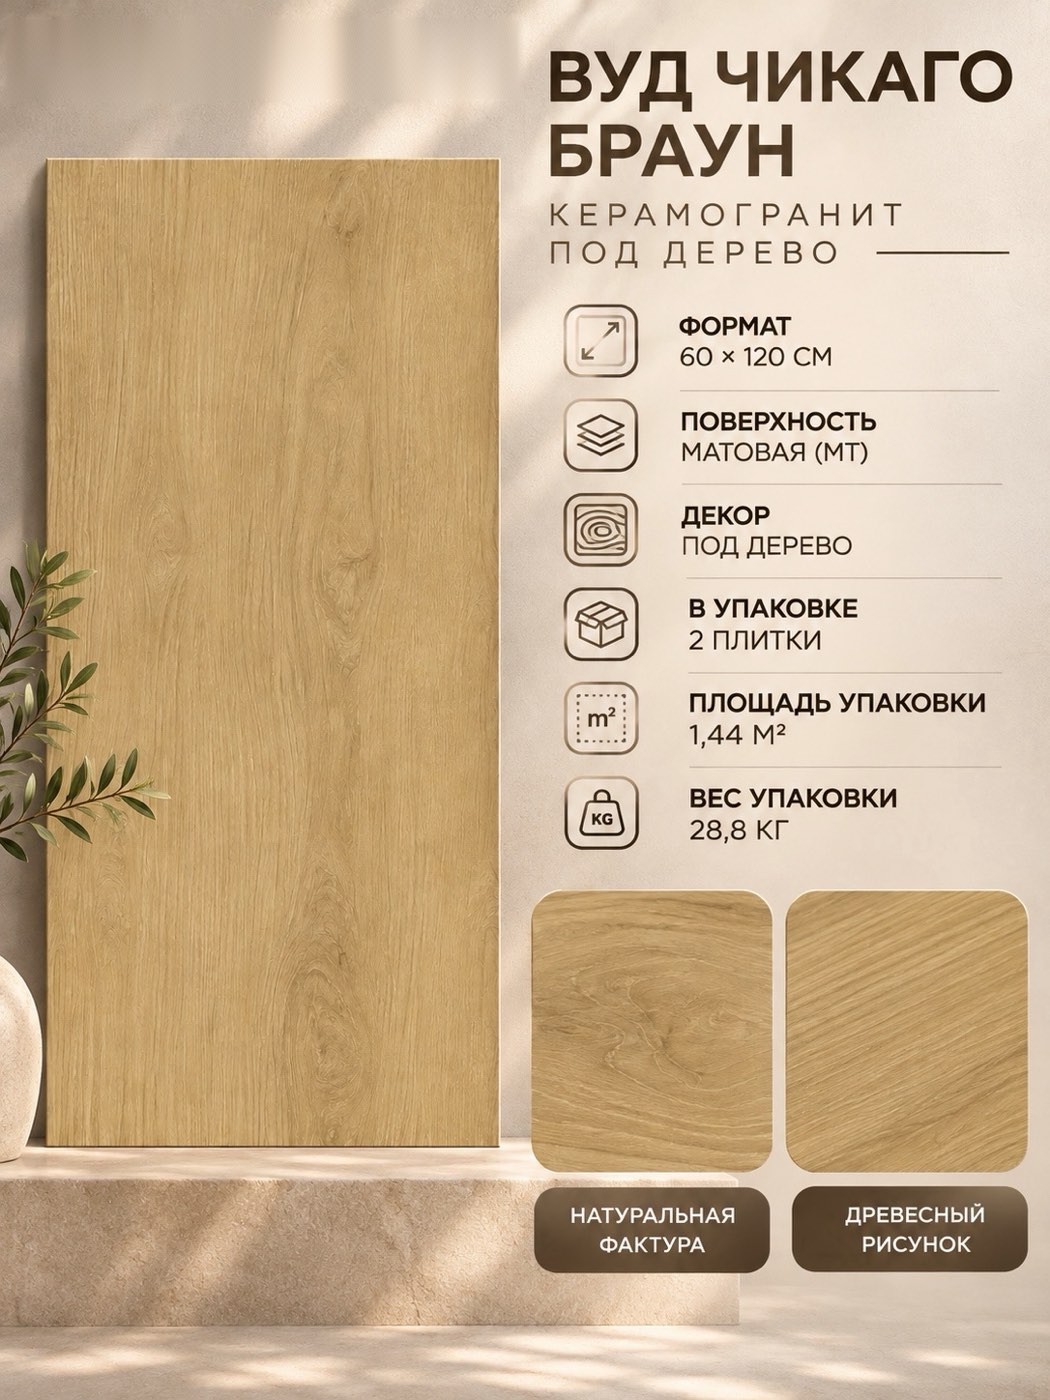 ВУД ЧИКАГО
БРАУН
КЕРАМОГРАНИТ
ПОД ДЕРЕВО
ФОРМАТ
60 × 120 СМ
ПОВЕРХНОСТЬ
МАТОВАЯ (МТ)
ДЕКОР
ПОД ДЕРЕВО
В УПАКОВКЕ
2 ПЛИТКИ
m²
ПЛОЩАДЬ УПАКОВКИ
1,44 М²
KG
ВЕС УПАКОВКИ
28,8 КГ
НАТУРАЛЬНАЯ
ФАКТУРА
ДРЕВЕСНЫЙ
РИСУНОК